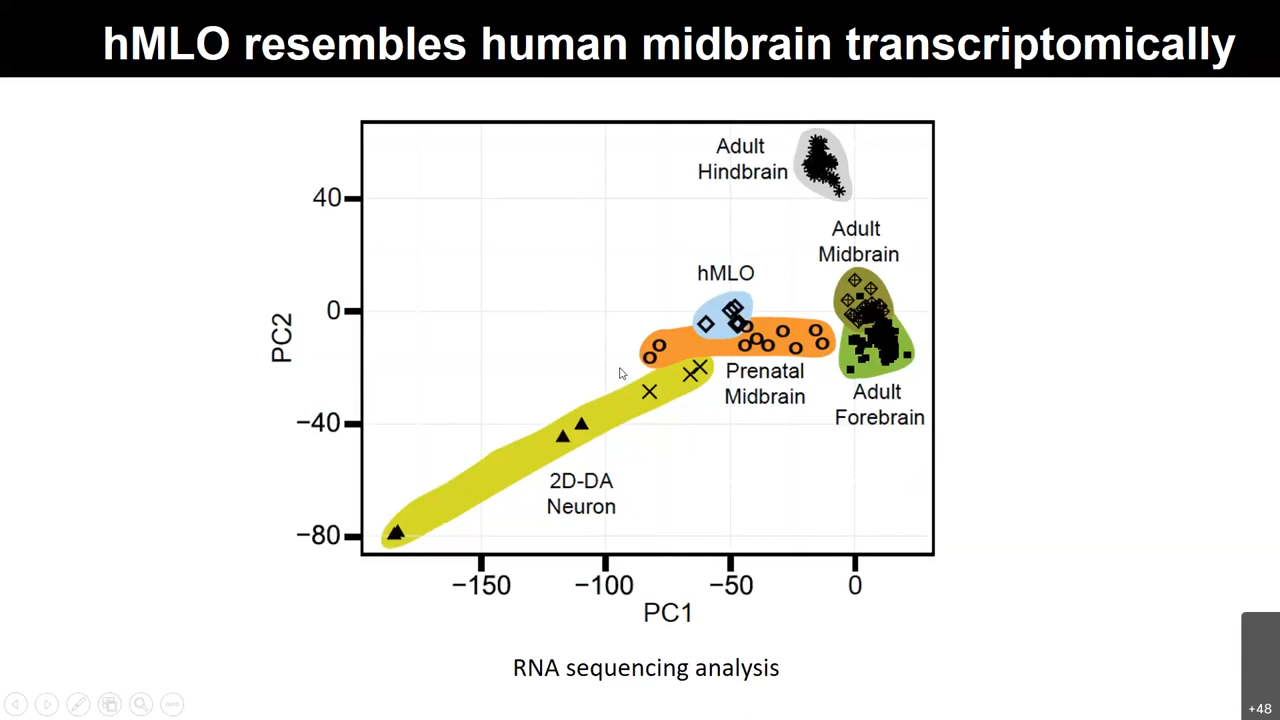 hMLO resembles human midbrain transcriptomically
Adult
Hindbrain
40
Adult
Midbrain
hMLO
0
PC2
Prenatal
Midbrain
Adult
Forebrain
−40
2D-DA
Neuron
−80
−150
−100
−50
0
PC1
RNA sequencing analysis
+48